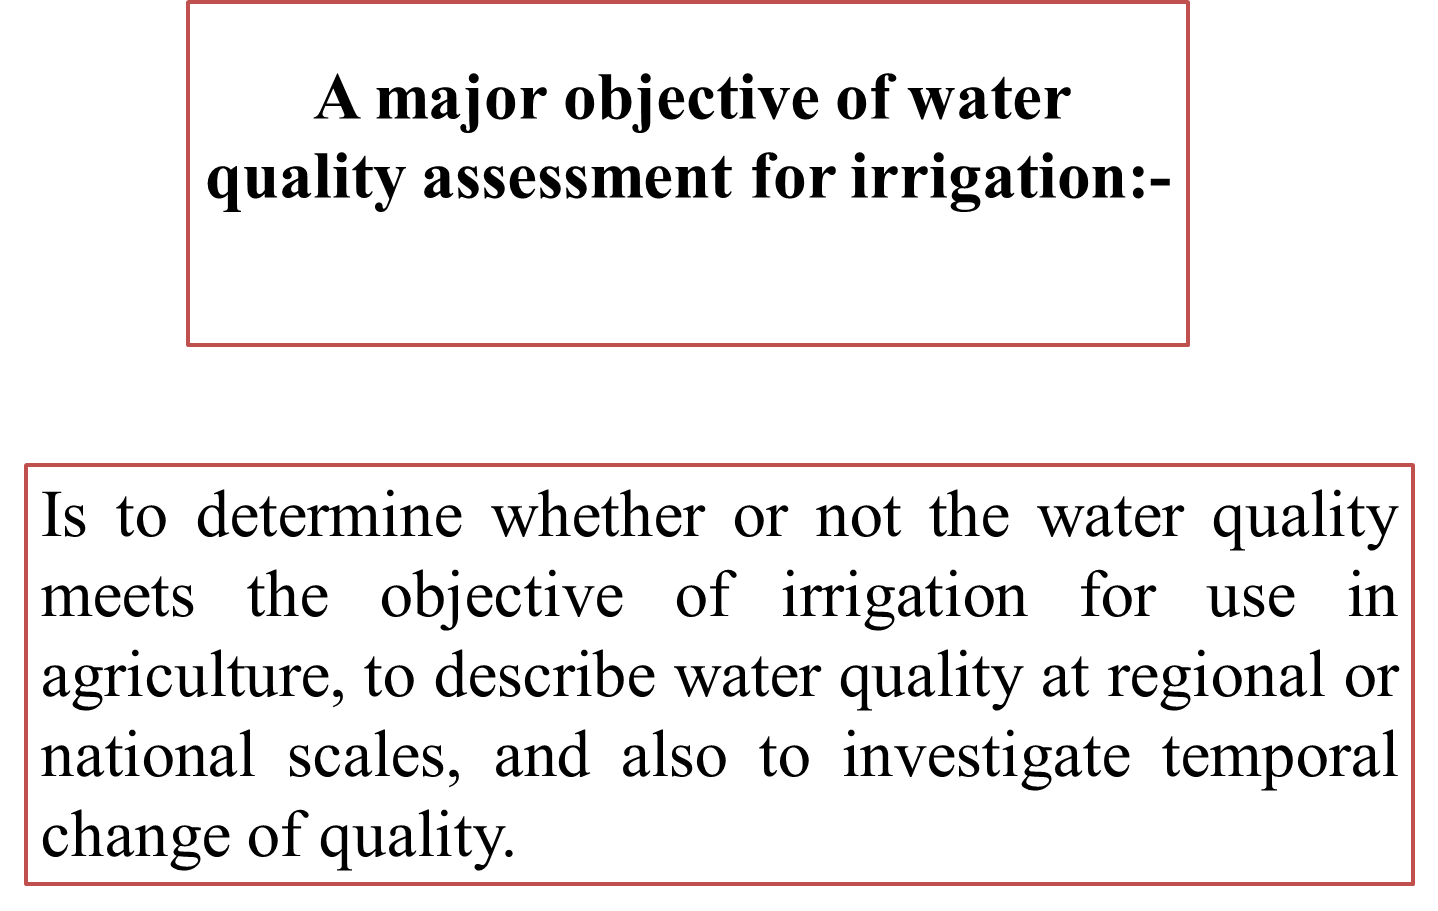 A major objective of water
quality assessment for irrigation:-
Is to determine whether or not the water quality
meets the objective of irrigation for use in
agriculture, to describe water quality at regional or
national scales, and also to investigate temporal
change of quality.